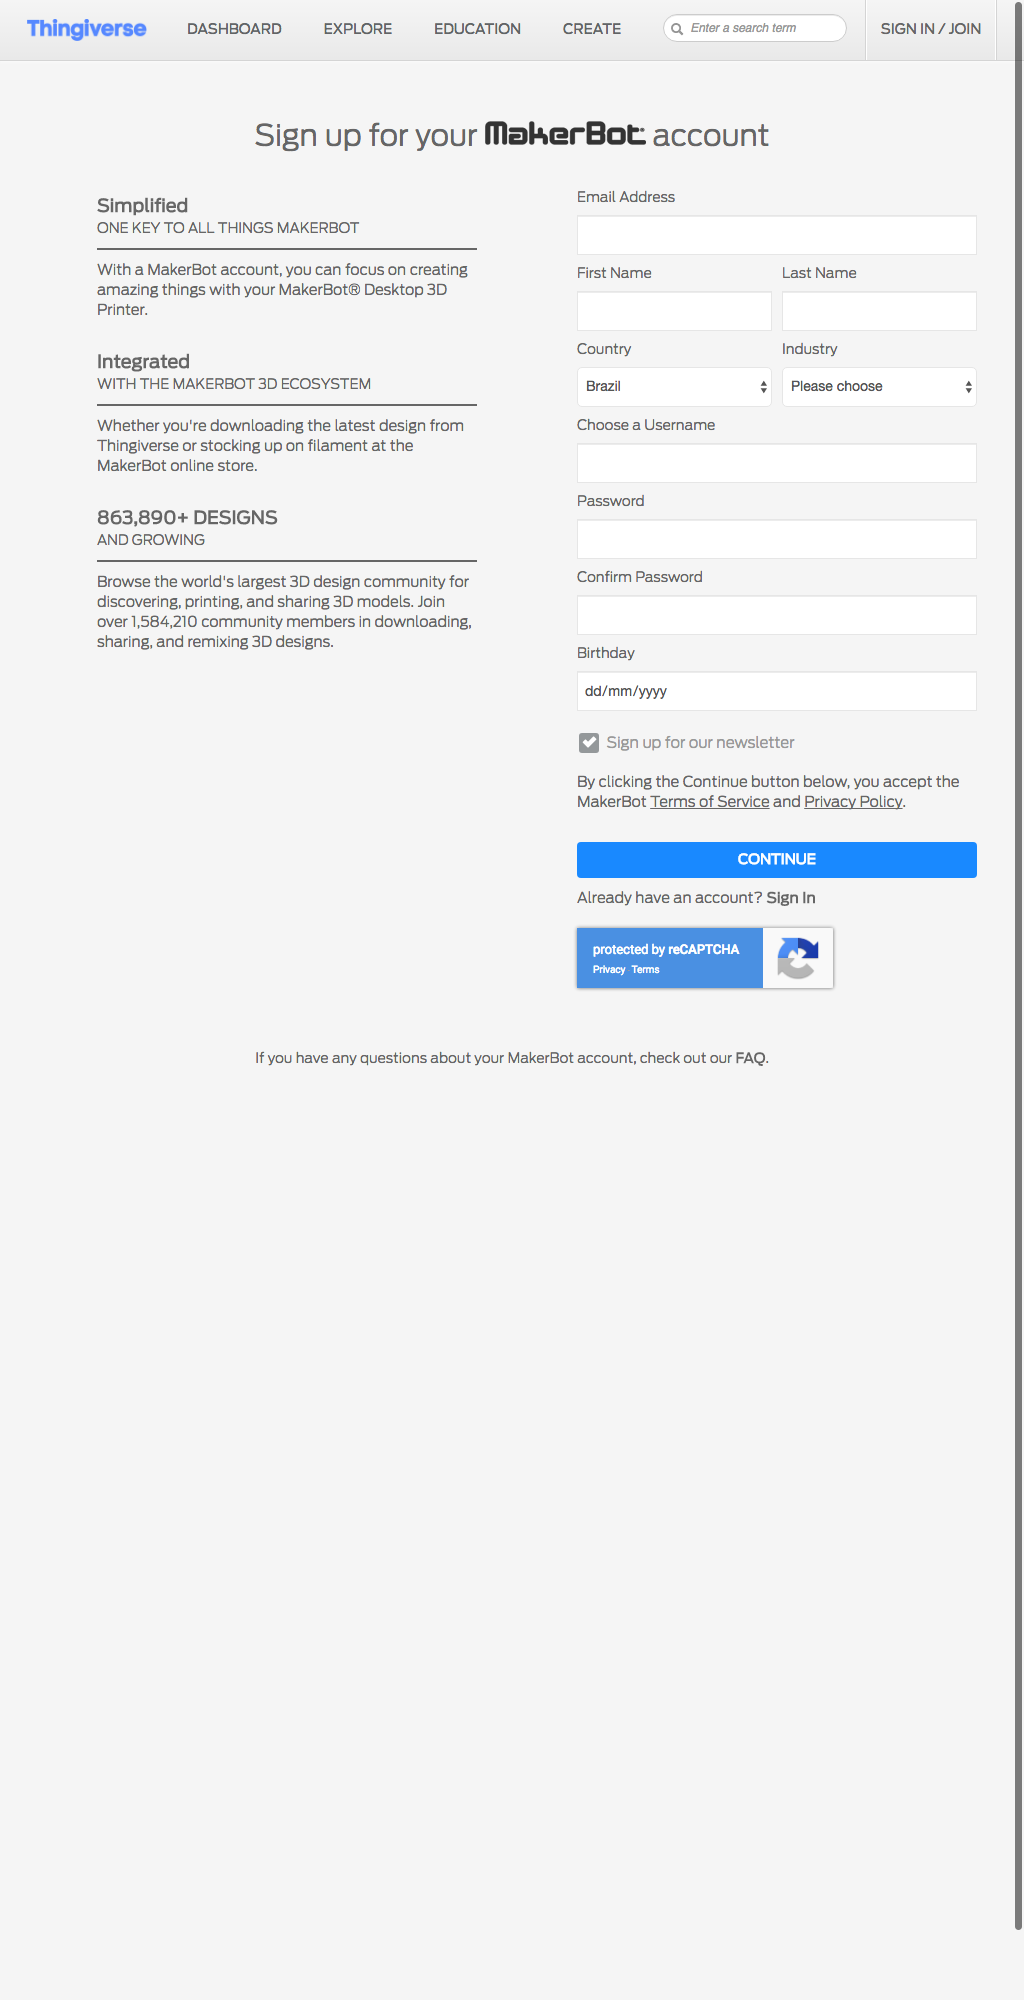 Thingiverse DASHBOARD EXPLORE EDUCATION CREATE Enter a search term SIGN IN / JOIN
Sign up for your MakerBot account
Simplified
ONE KEY TO ALL THINGS MAKERBOT
With a MakerBot account, you can focus on creating
amazing things with your MakerBot® Desktop 3D
Printer.
Integrated
WITH THE MAKERBOT 3D ECOSYSTEM
Whether you're downloading the latest design from
Thingiverse or stocking up on filament at the
MakerBot online store.
863,890+ DESIGNS
AND GROWING
Browse the world's largest 3D design community for
discovering, printing, and sharing 3D models. Join
over 1,584,210 community members in downloading,
sharing, and remixing 3D designs.
Email Address
First Name Last Name
Country Industry
Brazil Please choose
Choose a Username
Password
Confirm Password
Birthday
dd/mm/yyyy
Sign up for our newsletter
By clicking the Continue button below, you accept the
MakerBot Terms of Service and Privacy Policy.
CONTINUE
Already have an account? Sign In
protected by reCAPTCHA
Privacy Terms
If you have any questions about your MakerBot account, check out our FAQ.